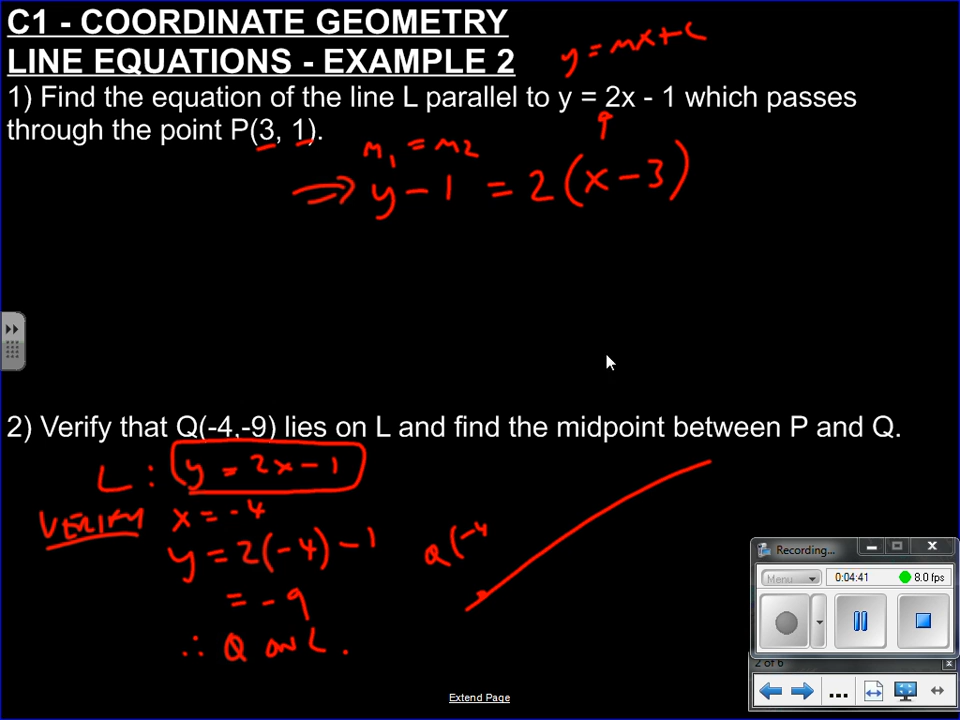 C1 - COORDINATE GEOMETRY
LINE EQUATIONS - EXAMPLE 2
y = mx + c
1) Find the equation of the line L parallel to y = 2x - 1 which passes
through the point P(3, 1).
m₁ = m2
⇒ y - 1 = 2(x - 3)
2) Verify that Q(-4,-9) lies on L and find the midpoint between P and Q.
L : y = 2x - 1
VERIFY x = -4
y = 2(-4) - 1
= -9
∴ Q on L.
Q(-4
Recording...
Menu
0:04:41
8.0 fps
2 of 6
Extend Page